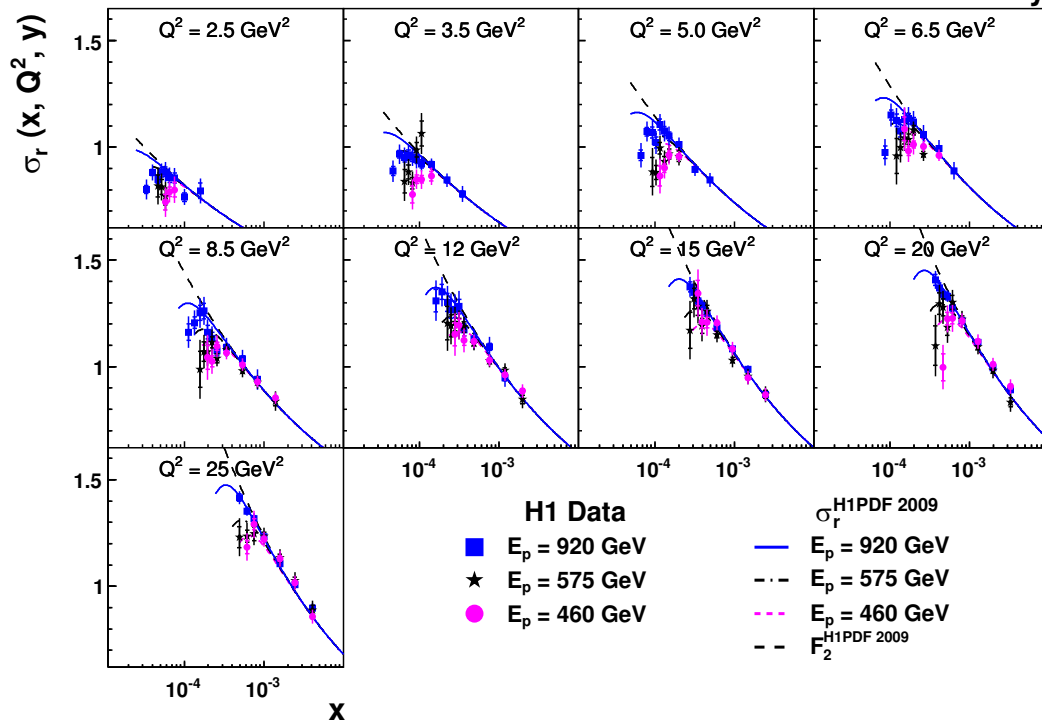 y
σr (x, Q2, y)
Q2 = 2.5 GeV2
Q2 = 3.5 GeV2
Q2 = 5.0 GeV2
Q2 = 6.5 GeV2
1.5
1
Q2 = 8.5 GeV2
Q2 = 12 GeV2
Q2 = 15 GeV2
Q2 = 20 GeV2
1.5
1
10-4 10-3 10-4 10-3 10-4 10-3
Q2 = 25 GeV2
1.5
1
10-4 10-3
x
H1 Data
Ep = 920 GeV
Ep = 575 GeV
Ep = 460 GeV
σrH1PDF 2009
Ep = 920 GeV
Ep = 575 GeV
Ep = 460 GeV
F2H1PDF 2009